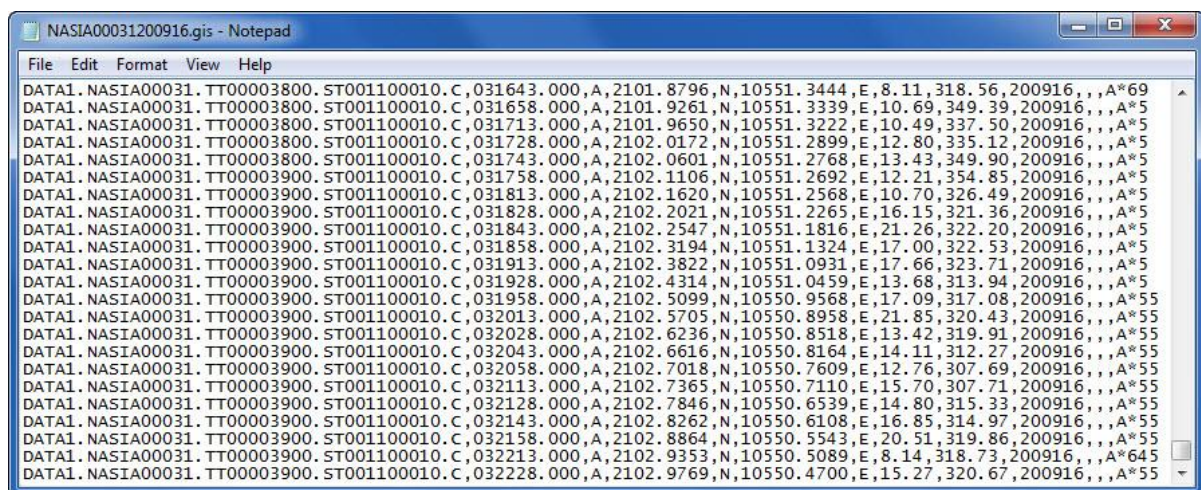 NASIA00031200916.gis - Notepad
File Edit Format View Help
DATA1.NASIA00031.TT00003800.ST001100010.C,031643.000,A,2101.8796,N,10551.3444,E,8.11,318.56,200916,,,A*69
DATA1.NASIA00031.TT00003800.ST001100010.C,031658.000,A,2101.9261,N,10551.3339,E,10.69,349.39,200916,,,A*5
DATA1.NASIA00031.TT00003800.ST001100010.C,031713.000,A,2101.9650,N,10551.3222,E,10.49,337.50,200916,,,A*5
DATA1.NASIA00031.TT00003800.ST001100010.C,031728.000,A,2102.0172,N,10551.2899,E,12.80,335.12,200916,,,A*5
DATA1.NASIA00031.TT00003800.ST001100010.C,031743.000,A,2102.0601,N,10551.2768,E,13.43,349.90,200916,,,A*5
DATA1.NASIA00031.TT00003900.ST001100010.C,031758.000,A,2102.1106,N,10551.2692,E,12.21,354.85,200916,,,A*5
DATA1.NASIA00031.TT00003900.ST001100010.C,031813.000,A,2102.1620,N,10551.2568,E,10.70,326.49,200916,,,A*5
DATA1.NASIA00031.TT00003900.ST001100010.C,031828.000,A,2102.2021,N,10551.2265,E,16.15,321.36,200916,,,A*5
DATA1.NASIA00031.TT00003900.ST001100010.C,031843.000,A,2102.2547,N,10551.1816,E,21.26,322.20,200916,,,A*5
DATA1.NASIA00031.TT00003900.ST001100010.C,031858.000,A,2102.3194,N,10551.1324,E,17.00,322.53,200916,,,A*5
DATA1.NASIA00031.TT00003900.ST001100010.C,031913.000,A,2102.3822,N,10551.0931,E,17.66,323.71,200916,,,A*5
DATA1.NASIA00031.TT00003900.ST001100010.C,031928.000,A,2102.4314,N,10551.0459,E,13.68,313.94,200916,,,A*5
DATA1.NASIA00031.TT00003900.ST001100010.C,031958.000,A,2102.5099,N,10550.9568,E,17.09,317.08,200916,,,A*55
DATA1.NASIA00031.TT00003900.ST001100010.C,032013.000,A,2102.5705,N,10550.8958,E,21.85,320.43,200916,,,A*55
DATA1.NASIA00031.TT00003900.ST001100010.C,032028.000,A,2102.6236,N,10550.8518,E,13.42,319.91,200916,,,A*55
DATA1.NASIA00031.TT00003900.ST001100010.C,032043.000,A,2102.6616,N,10550.8164,E,14.11,312.27,200916,,,A*55
DATA1.NASIA00031.TT00003900.ST001100010.C,032058.000,A,2102.7018,N,10550.7609,E,12.76,307.69,200916,,,A*55
DATA1.NASIA00031.TT00003900.ST001100010.C,032113.000,A,2102.7365,N,10550.7110,E,15.70,307.71,200916,,,A*55
DATA1.NASIA00031.TT00003900.ST001100010.C,032128.000,A,2102.7846,N,10550.6539,E,14.80,315.33,200916,,,A*55
DATA1.NASIA00031.TT00003900.ST001100010.C,032143.000,A,2102.8262,N,10550.6108,E,16.85,314.97,200916,,,A*55
DATA1.NASIA00031.TT00003900.ST001100010.C,032158.000,A,2102.8864,N,10550.5543,E,20.51,319.86,200916,,,A*55
DATA1.NASIA00031.TT00003900.ST001100010.C,032213.000,A,2102.9353,N,10550.5089,E,8.14,318.73,200916,,,A*645
DATA1.NASIA00031.TT00003900.ST001100010.C,032228.000,A,2102.9769,N,10550.4700,E,15.27,320.67,200916,,,A*55